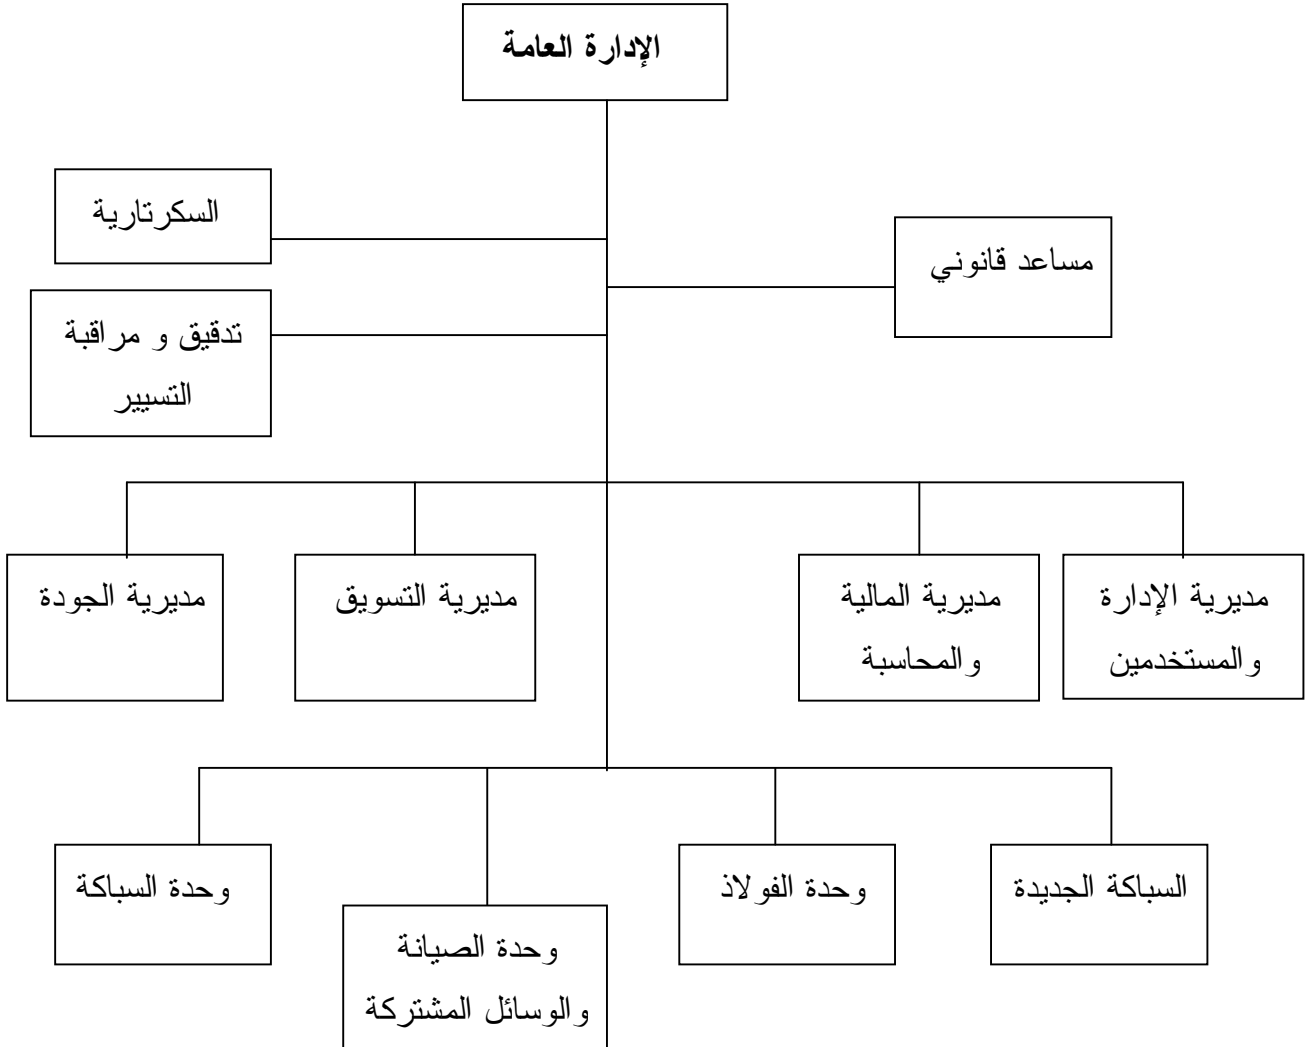 الإدارة العامة
السكرتارية
مساعد قانوني
تدقيق و مراقبة
التسيير
مديرية الإدارة
والمستخدمين
مديرية المالية
والمحاسبة
مديرية التسويق
مديرية الجودة
السباكة الجديدة
وحدة الفولاذ
وحدة الصيانة
والوسائل المشتركة
وحدة السباكة